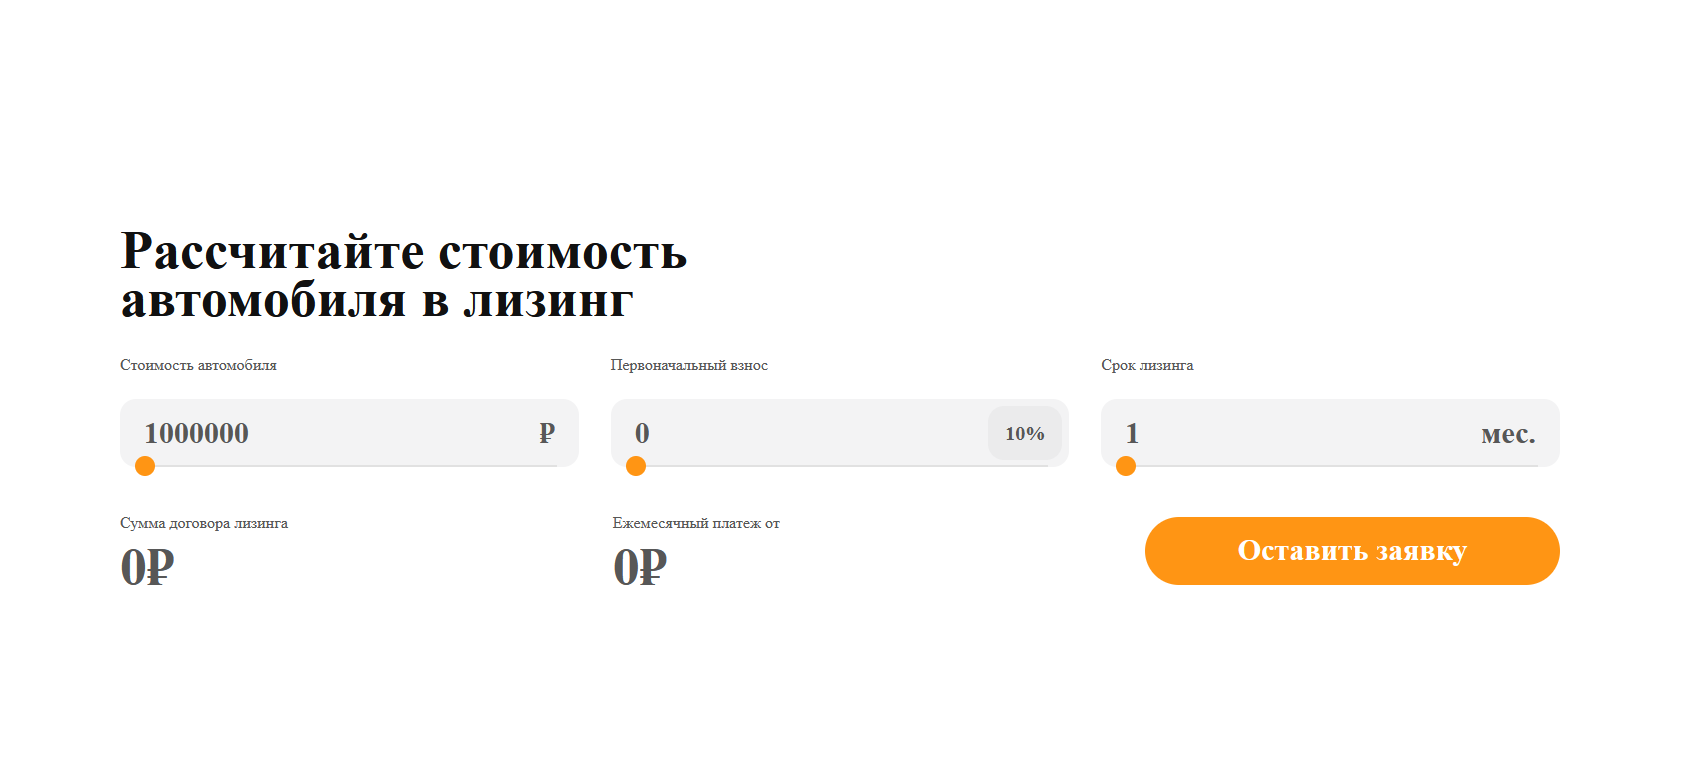 Рассчитайте стоимость
автомобиля в лизинг
Стоимость автомобиля
Первоначальный взнос
Срок лизинга
1000000 ₽
0 10%
1 мес.
Сумма договора лизинга
Ежемесячный платеж от
0₽
0₽
Оставить заявку